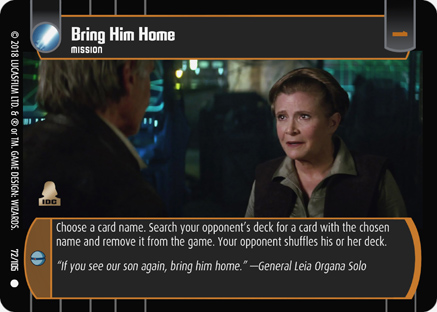 Bring Him Home
MISSION
© 2018 LUCASFILM LTD. & ® or TM. GAME DESIGN: WIZARDS.
72/105
IDC
Choose a card name. Search your opponent's deck for a card with the chosen
name and remove it from the game. Your opponent shuffles his or her deck.
"If you see our son again, bring him home." —General Leia Organa Solo